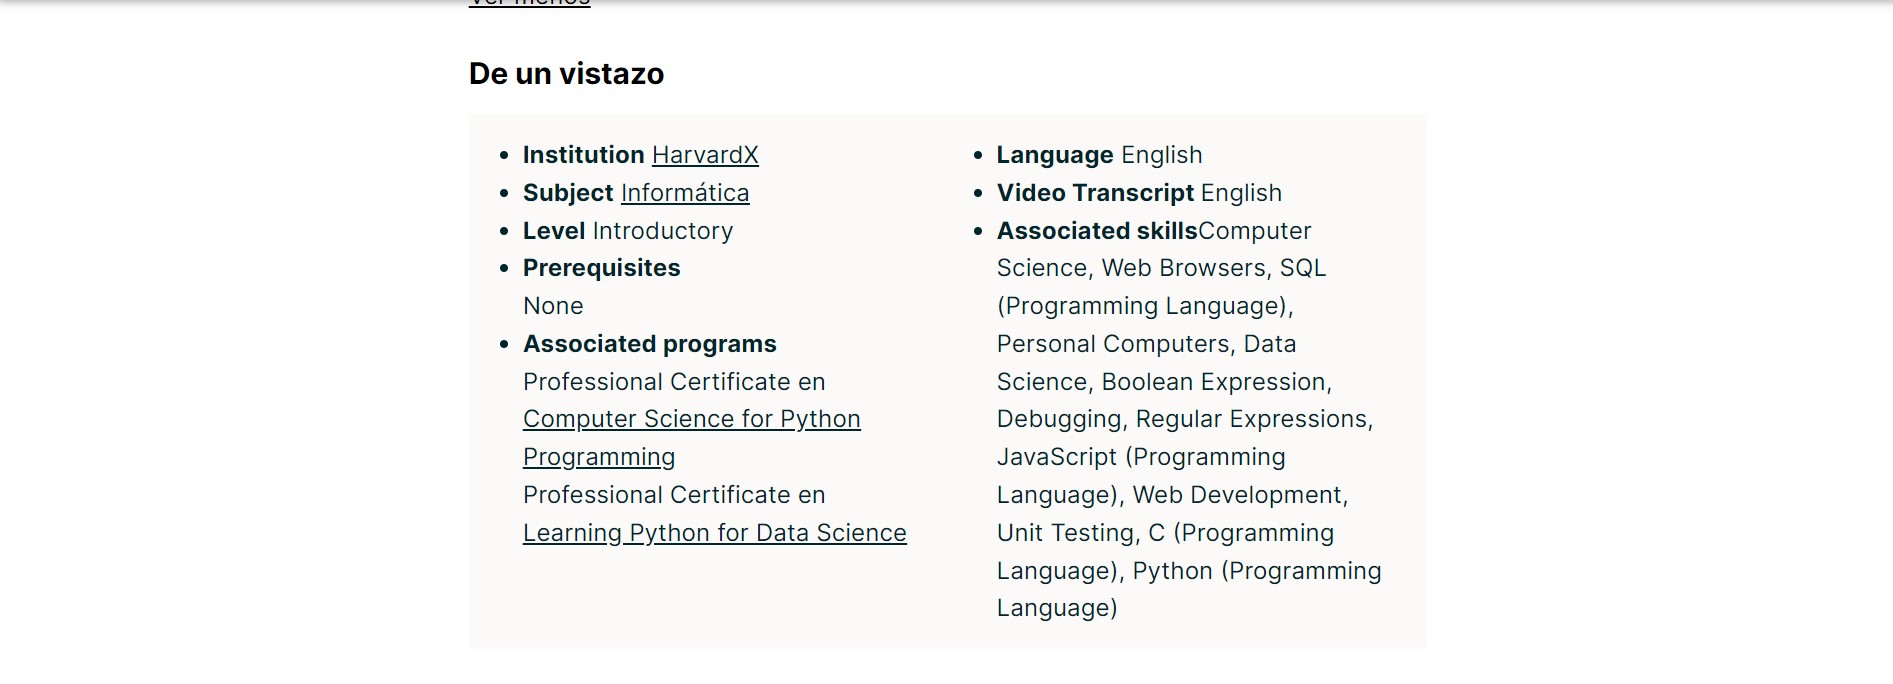 Ver menos
De un vistazo
Institution HarvardX
Subject Informática
Level Introductory
Prerequisites
None
Associated programs
Professional Certificate en
Computer Science for Python
Programming
Professional Certificate en
Learning Python for Data Science
Language English
Video Transcript English
Associated skillsComputer
Science, Web Browsers, SQL
(Programming Language),
Personal Computers, Data
Science, Boolean Expression,
Debugging, Regular Expressions,
JavaScript (Programming
Language), Web Development,
Unit Testing, C (Programming
Language), Python (Programming
Language)